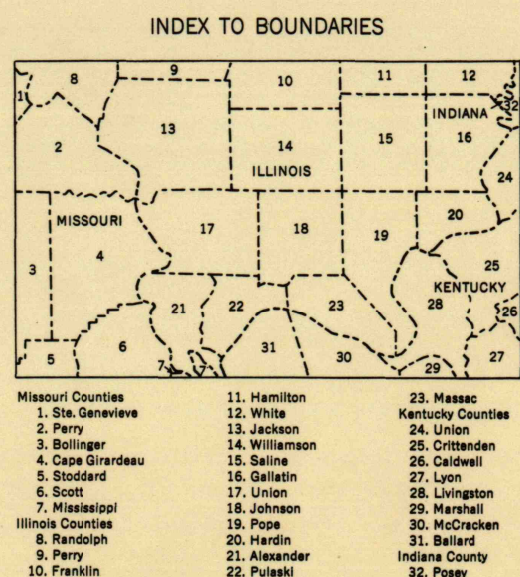 INDEX TO BOUNDARIES
8
9
10
11
12
1
32
INDIANA
13
2
14
15
16
ILLINOIS
24
MISSOURI
20
17
18
19
4
3
25
KENTUCKY
28
21
22
23
26
5
6
7
7
31
30
29
27
Missouri Counties
1. Ste. Genevieve
2. Perry
3. Bollinger
4. Cape Girardeau
5. Stoddard
6. Scott
7. Mississippi
Illinois Counties
8. Randolph
9. Perry
10. Franklin
11. Hamilton
12. White
13. Jackson
14. Williamson
15. Saline
16. Gallatin
17. Union
18. Johnson
19. Pope
20. Hardin
21. Alexander
22. Pulaski
23. Massac
Kentucky Counties
24. Union
25. Crittenden
26. Caldwell
27. Lyon
28. Livingston
29. Marshall
30. McCracken
31. Ballard
Indiana County
32. Posey